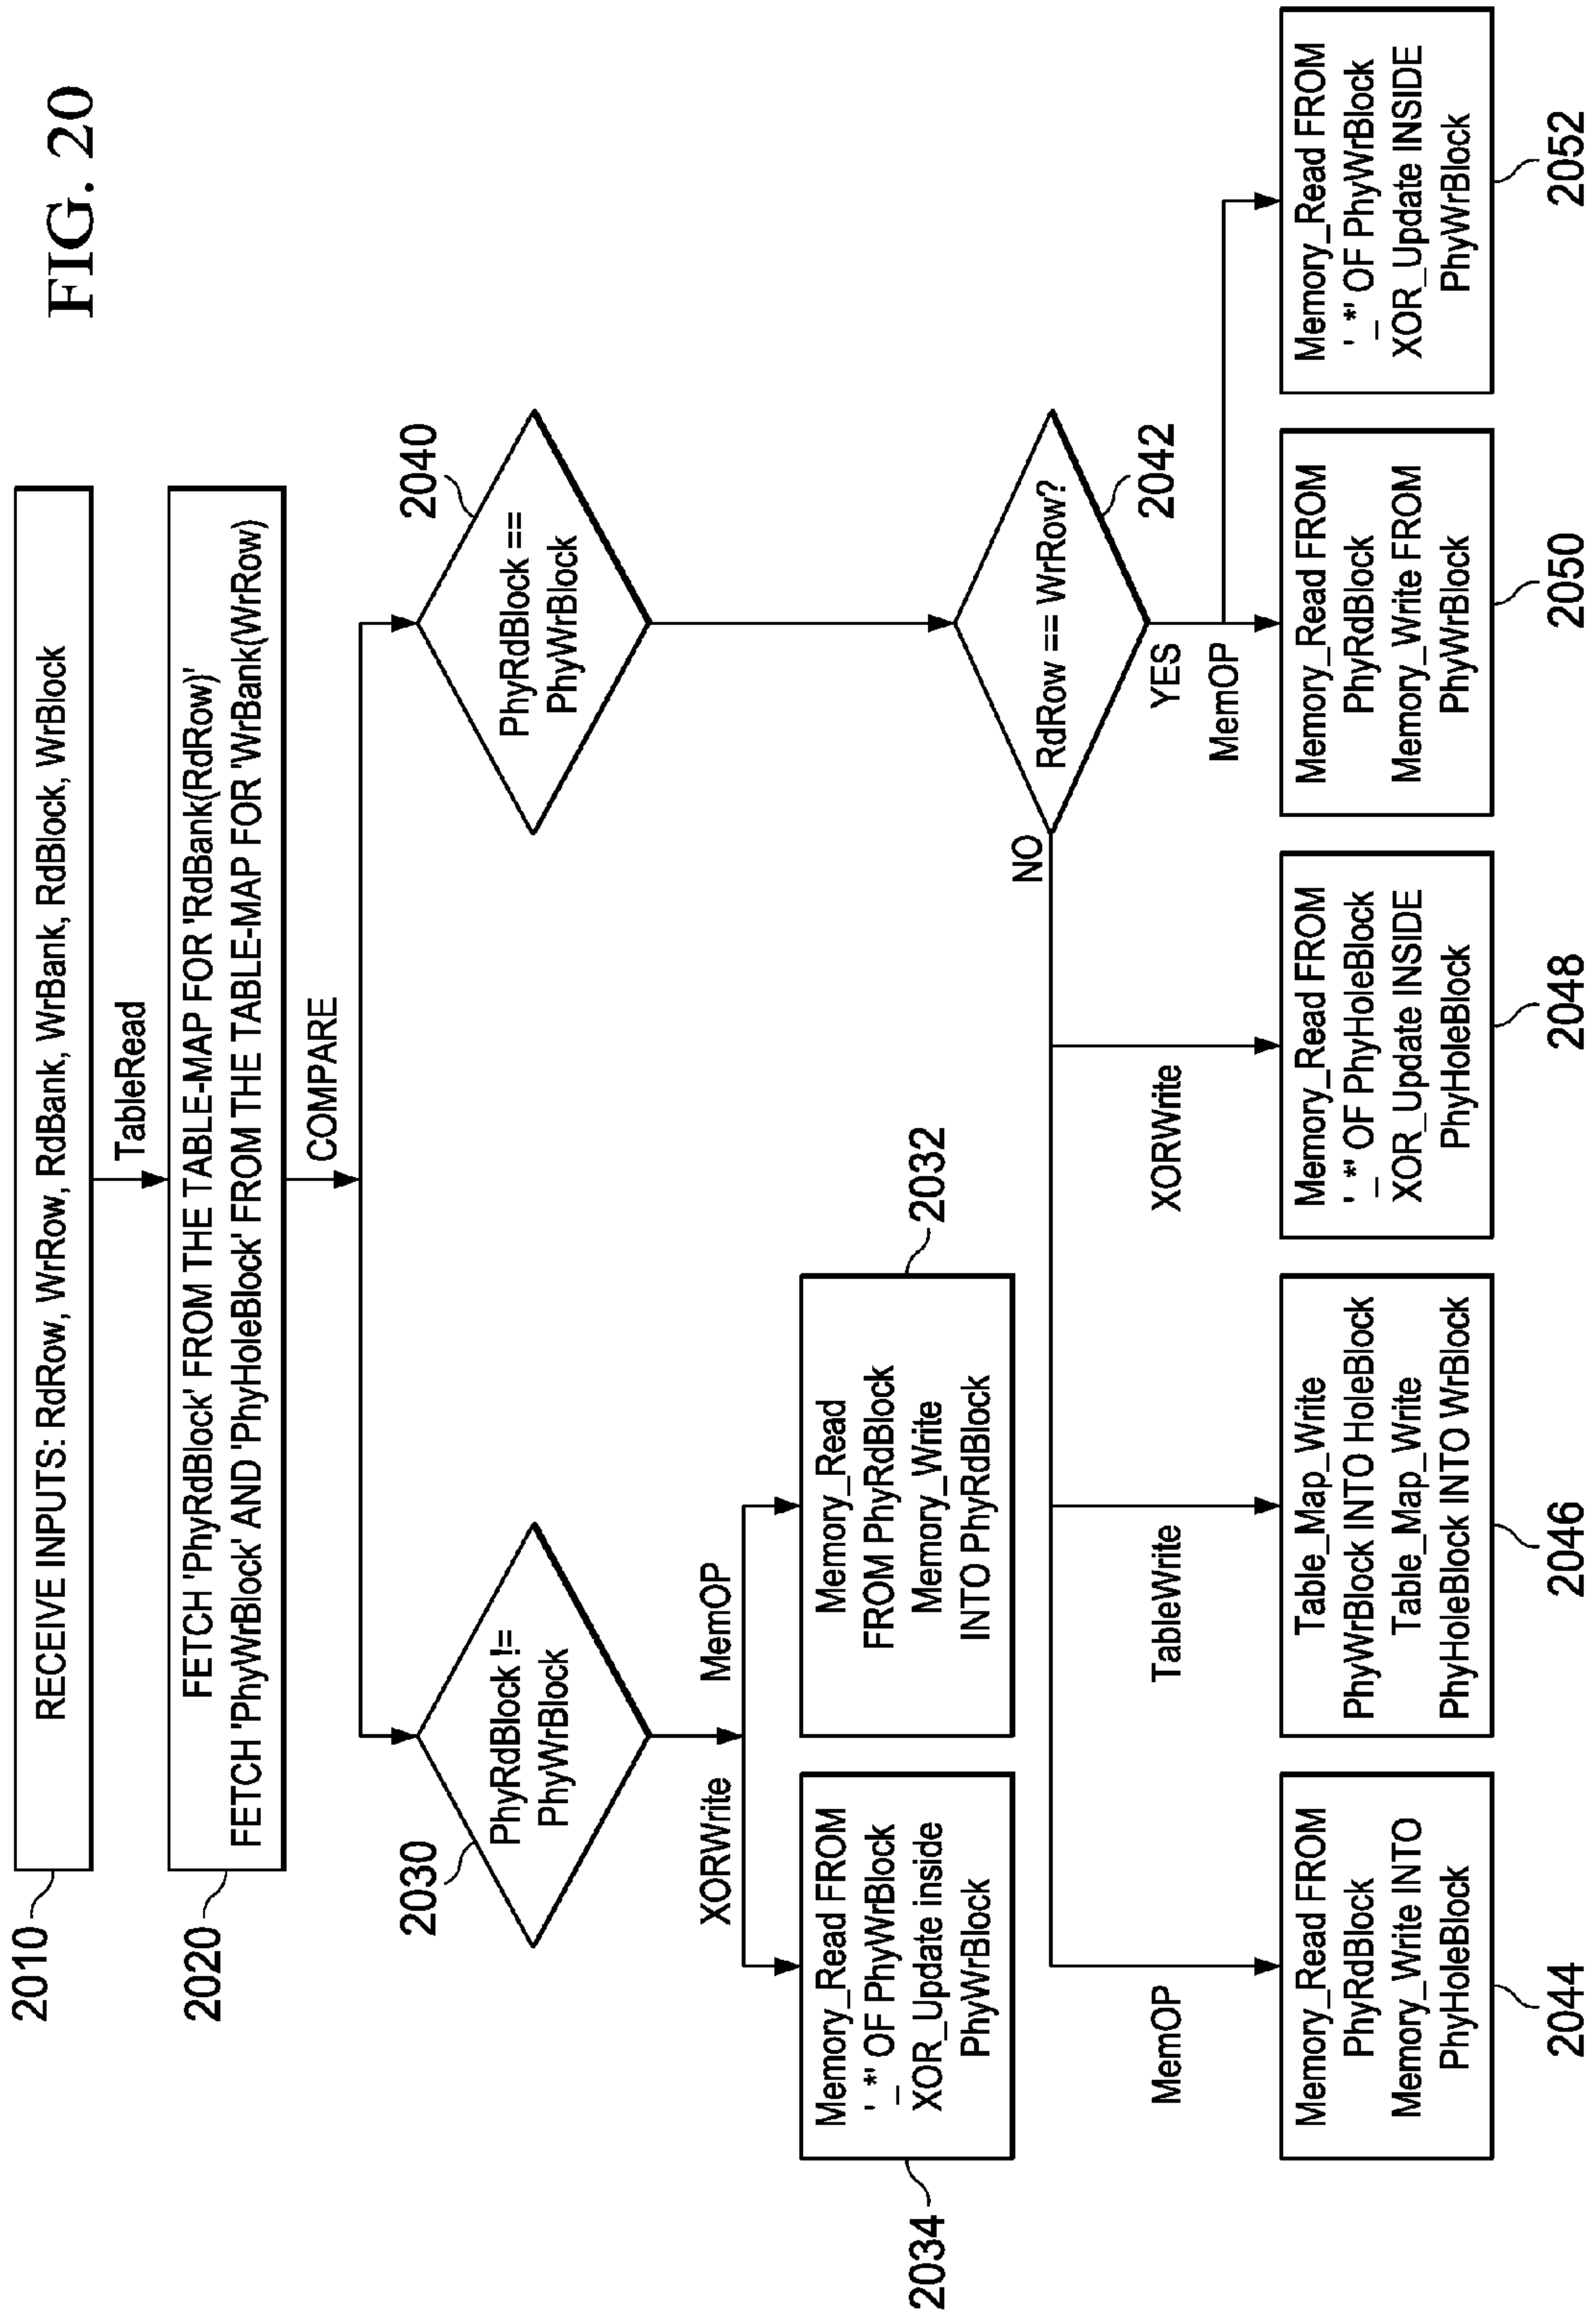 FIG. 20
2010
RECEIVE INPUTS: RdRow, WrRow, RdBank, WrBank, RdBlock, WrBlock
TableRead
2020
FETCH 'PhyRdBlock' FROM THE TABLE-MAP FOR 'RdBank(RdRow)'
FETCH 'PhyWrBlock' AND 'PhyHoleBlock' FROM THE TABLE-MAP FOR 'WrBank(WrRow)
COMPARE
2030
PhyRdBlock !=
PhyWrBlock
2040
PhyRdBlock ==
PhyWrBlock
XORWrite
MemOP
2034
Memory_Read FROM
'_*' OF PhyWrBlock
XOR_Update inside
PhyWrBlock
2032
Memory_Read
FROM PhyRdBlock
Memory_Write
INTO PhyRdBlock
RdRow == WrRow?
2042
NO
YES
MemOP
MemOP
TableWrite
XORWrite
Memory_Read FROM
PhyRdBlock
Memory_Write INTO
PhyHoleBlock
2044
Table_Map_Write
PhyWrBlock INTO HoleBlock
Table_Map_Write
PhyHoleBlock INTO WrBlock
2046
Memory_Read FROM
'_*' OF PhyHoleBlock
XOR_Update INSIDE
PhyHoleBlock
2048
Memory_Read FROM
PhyRdBlock
Memory_Write FROM
PhyWrBlock
2050
Memory_Read FROM
'_*' OF PhyWrBlock
XOR_Update INSIDE
PhyWrBlock
2052